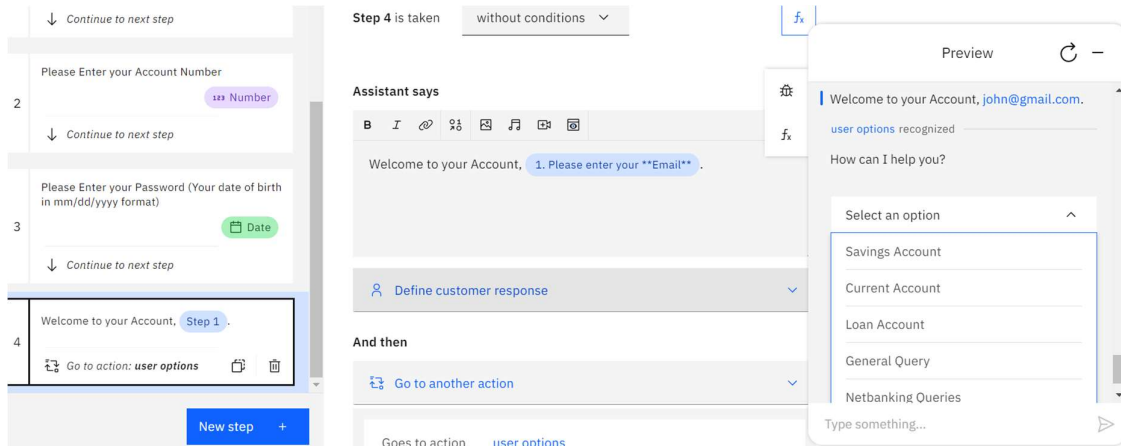 Continue to next step
2
Please Enter your Account Number
123 Number
Continue to next step
3
Please Enter your Password (Your date of birth
in mm/dd/yyyy format)
Date
Continue to next step
4
Welcome to your Account, Step 1 .
Go to action: user options
New step +
Step 4 is taken without conditions
fx
Assistant says
B I
Welcome to your Account, 1. Please enter your **Email** .
Define customer response
And then
Go to another action
Goes to action user options
fx
Preview
Welcome to your Account, john@gmail.com.
user options recognized
How can I help you?
Select an option
Savings Account
Current Account
Loan Account
General Query
Netbanking Queries
Type something...